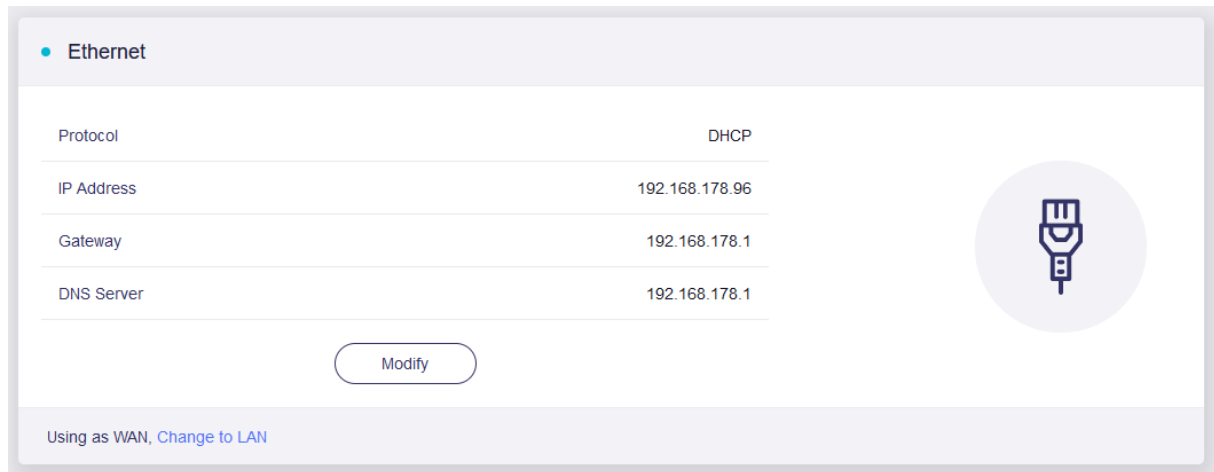 Ethernet
Protocol DHCP
IP Address 192.168.178.96
Gateway 192.168.178.1
DNS Server 192.168.178.1
Modify
Using as WAN, Change to LAN